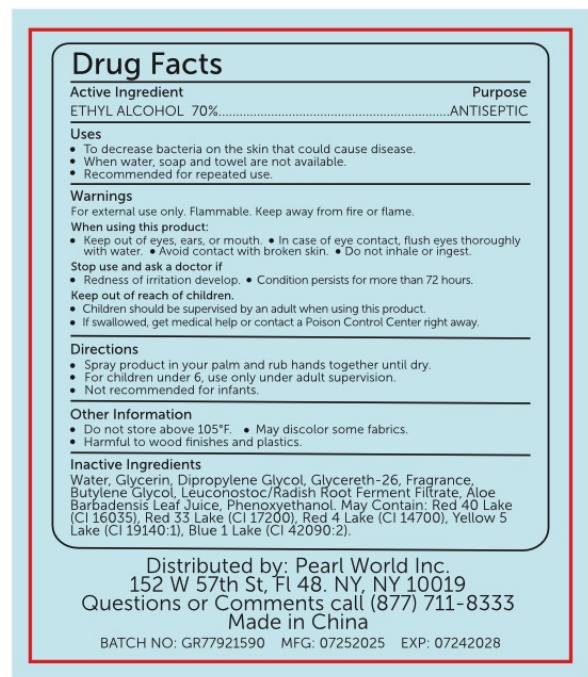 Drug Facts
Active Ingredient Purpose
ETHYL ALCOHOL 70%..................................................................ANTISEPTIC
Uses
• To decrease bacteria on the skin that could cause disease.
• When water, soap and towel are not available.
• Recommended for repeated use.
Warnings
For external use only. Flammable. Keep away from fire or flame.
When using this product:
• Keep out of eyes, ears, or mouth. • In case of eye contact, flush eyes thoroughly
with water. • Avoid contact with broken skin. • Do not inhale or ingest.
Stop use and ask a doctor if
• Redness of irritation develop. • Condition persists for more than 72 hours.
Keep out of reach of children.
• Children should be supervised by an adult when using this product.
• If swallowed, get medical help or contact a Poison Control Center right away.
Directions
• Spray product in your palm and rub hands together until dry.
• For children under 6, use only under adult supervision.
• Not recommended for infants.
Other Information
• Do not store above 105°F. • May discolor some fabrics.
• Harmful to wood finishes and plastics.
Inactive Ingredients
Water, Glycerin, Dipropylene Glycol, Glycereth-26, Fragrance,
Butylene Glycol, Leuconostoc/Radish Root Ferment Filtrate, Aloe
Barbadensis Leaf Juice, Phenoxyethanol. May Contain: Red 40 Lake
(CI 16035), Red 33 Lake (CI 17200), Red 4 Lake (CI 14700), Yellow 5
Lake (CI 19140:1), Blue 1 Lake (CI 42090:2).
Distributed by: Pearl World Inc.
152 W 57th St, Fl 48. NY, NY 10019
Questions or Comments call (877) 711-8333
Made in China
BATCH NO: GR77921590 MFG: 07252025 EXP: 07242028